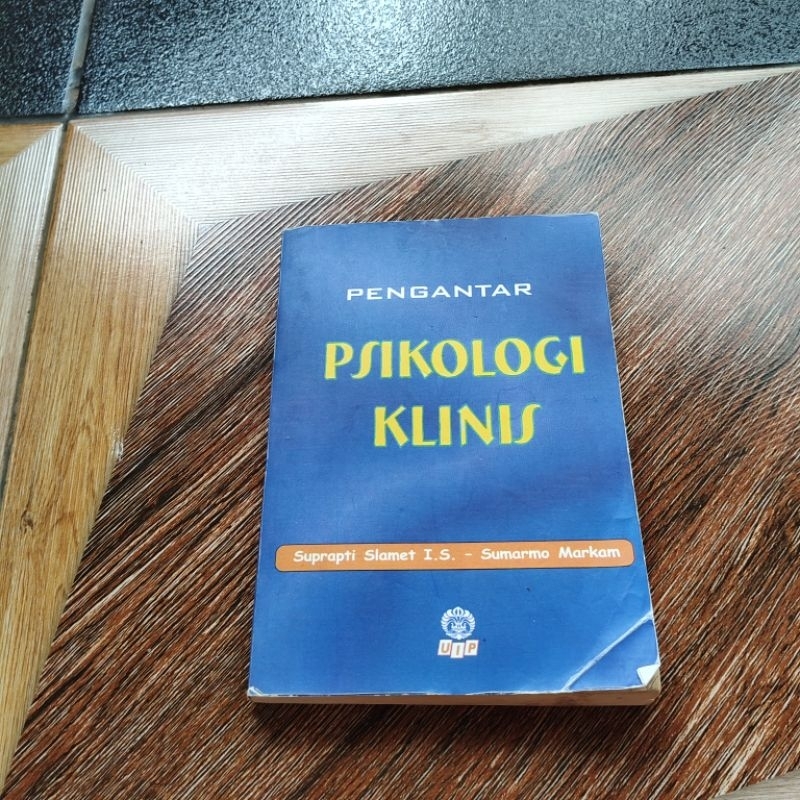 PENGANTAR
PSIKOLOGI
KLINIS
Suprapti Slamet I.S. - Sumarmo Markam
UIP